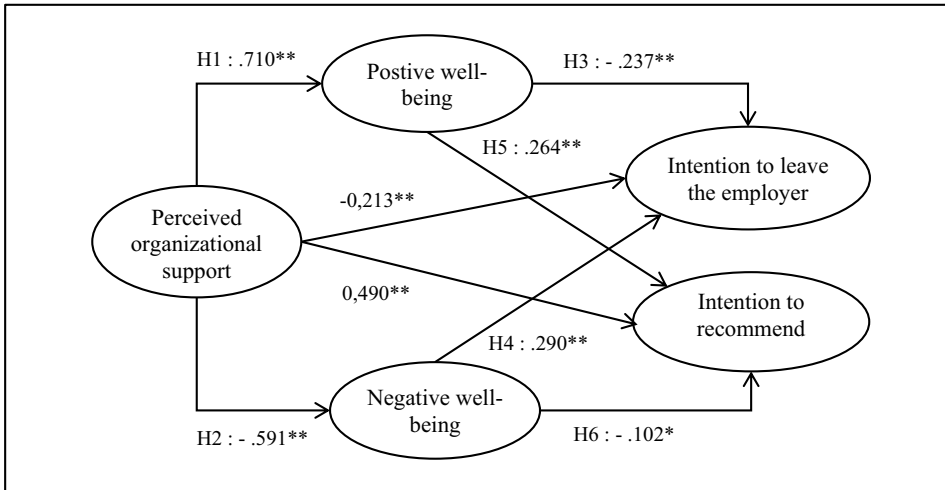 H1 : .710**
Postive well-
being
H3 : - .237**
H5 : .264**
Intention to leave
the employer
-0,213**
Perceived
organizational
support
0,490**
Intention to
recommend
H4 : .290**
Negative well-
being
H2 : - .591**
H6 : - .102*